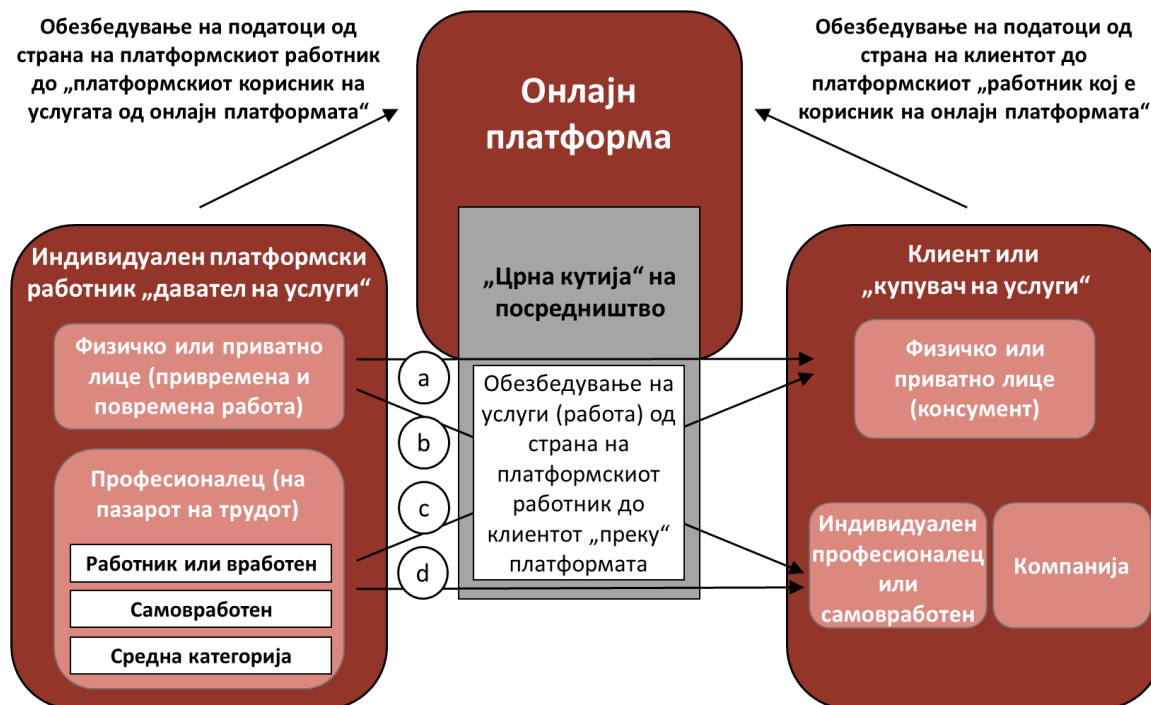 Обезбедување на податоци од
страна на платформскиот работник
до „платформскиот корисник на
услугата од онлајн платформата“
Онлајн
платформа
Обезбедување на податоци од
страна на клиентот до
платформскиот „работник кој е
корисник на онлајн платформата“
Индивидуален платформски
работник „давател на услуги“
Физичко или приватно
лице (привремена и
повремена работа)
Професионалец (на
пазарот на трудот)
Работник или вработен
Самовработен
Средна категорија
a
b
c
d
„Црна кутија“ на
посредништво
Обезбедување на
услуги (работа) од
страна на
платформскиот
работник до
клиентот „преку“
платформата
Клиент или
„купувач на услуги“
Физичко или
приватно лице
(консумент)
Индивидуален
професионалец
или
самовработен
Компанија